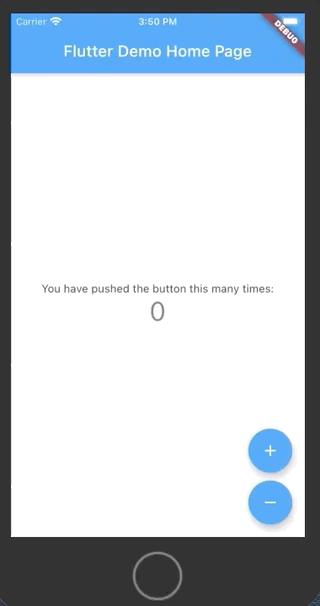 Carrier 3:50 PM
DEBUG
Flutter Demo Home Page
You have pushed the button this many times:
0
+
−